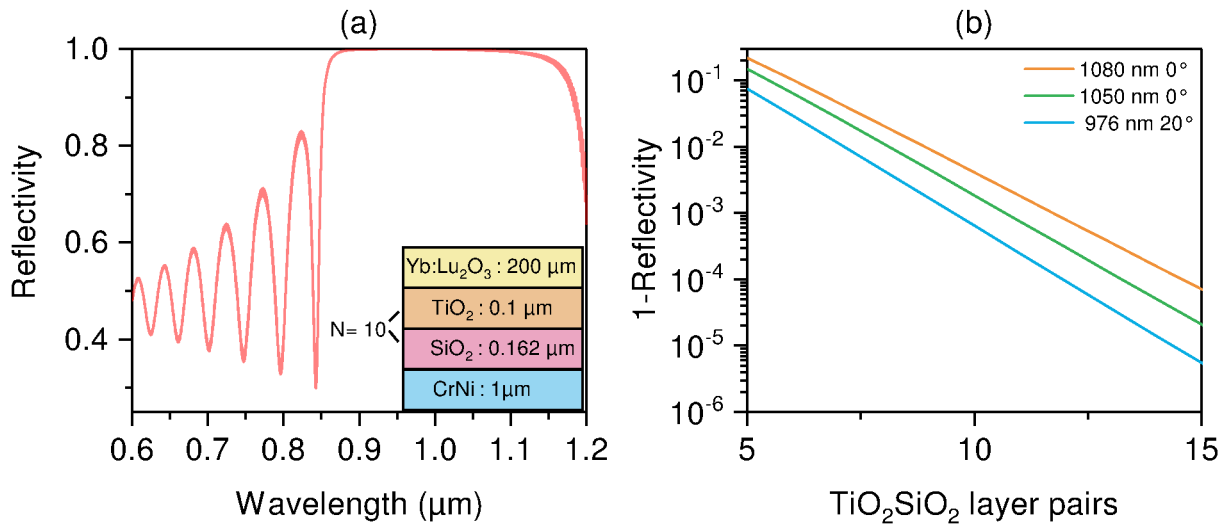 (a)
1.0
0.8
0.6
0.4
Reflectivity
0.6 0.7 0.8 0.9 1.0 1.1 1.2
Wavelength (μm)
N= 10
Yb:Lu₂O₃ : 200 μm
TiO₂ : 0.1 μm
SiO₂ : 0.162 μm
CrNi : 1μm
(b)
10⁻¹
10⁻²
10⁻³
10⁻⁴
10⁻⁵
10⁻⁶
1-Reflectivity
1080 nm 0°
1050 nm 0°
976 nm 20°
5 10 15
TiO₂SiO₂ layer pairs